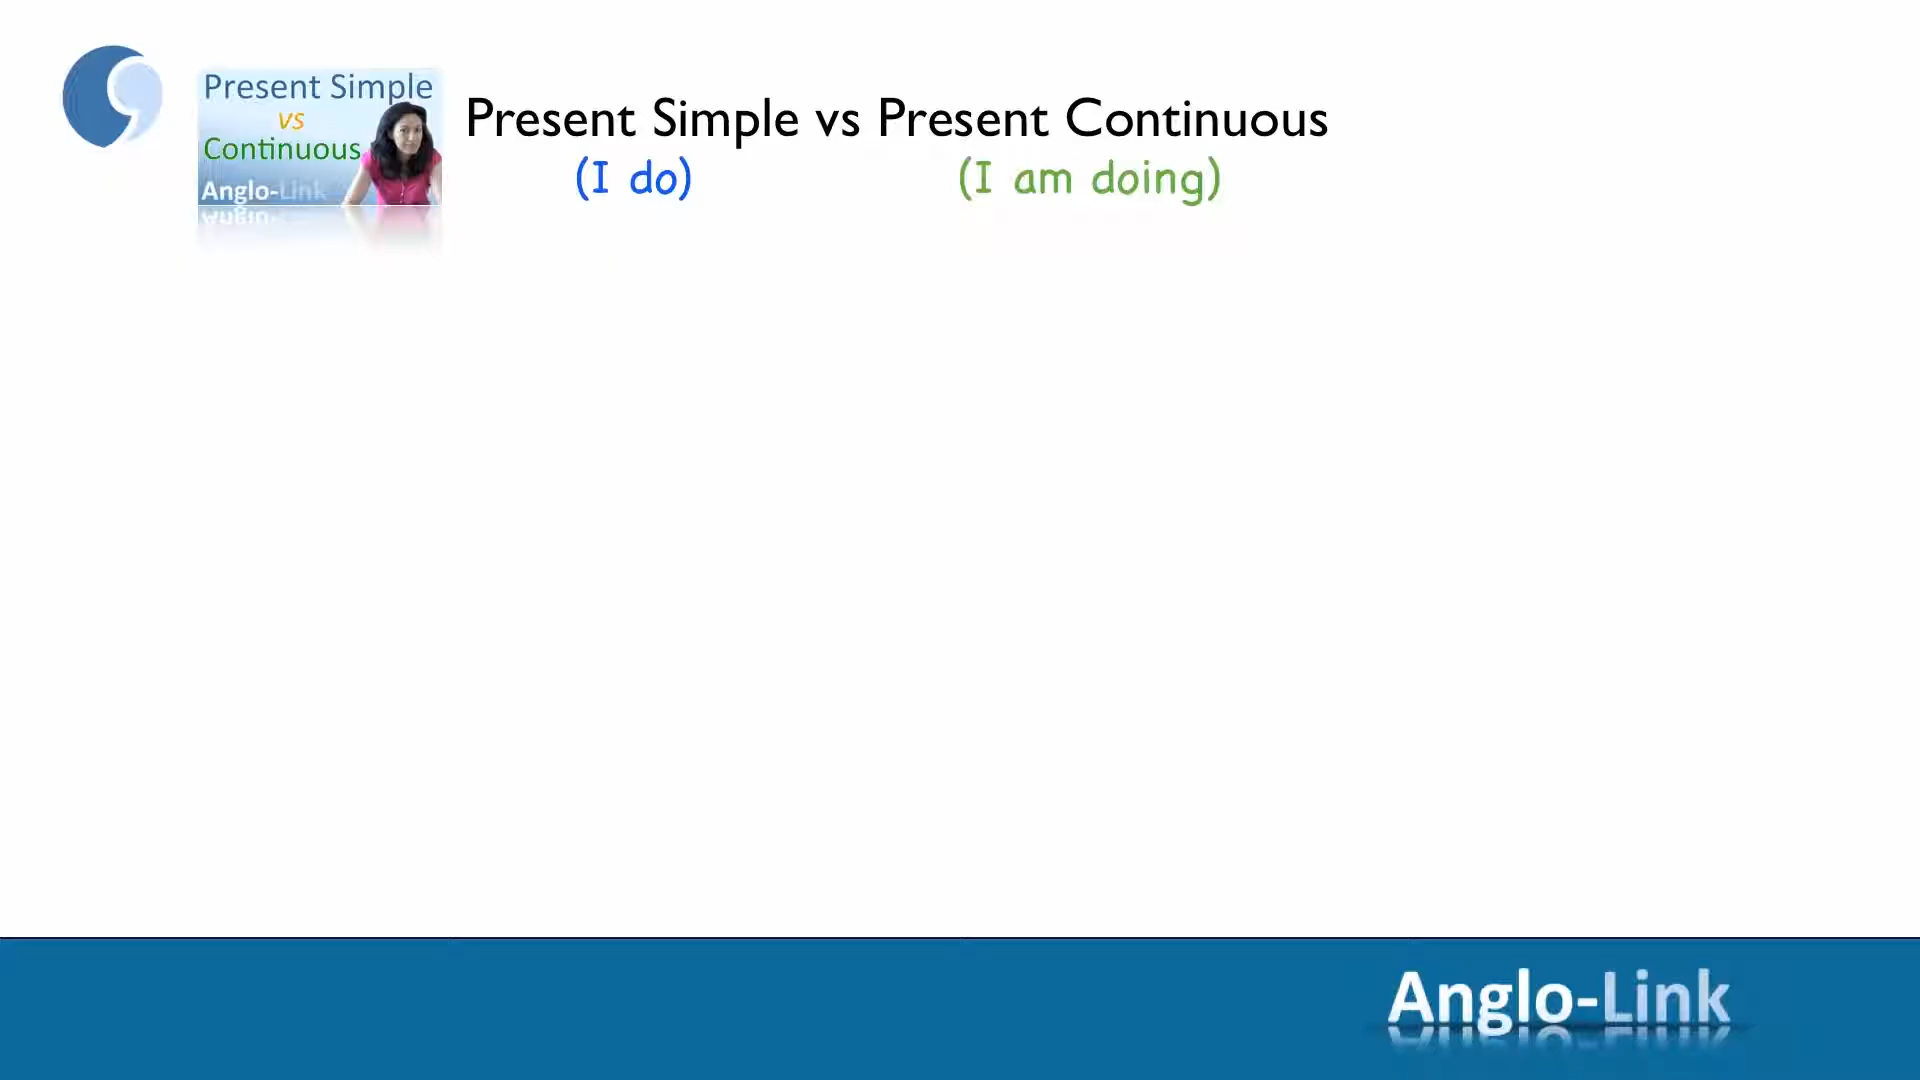 Present Simple
vs
Continuous
Anglo-Link
Present Simple vs Present Continuous
(I do) (I am doing)
Anglo-Link